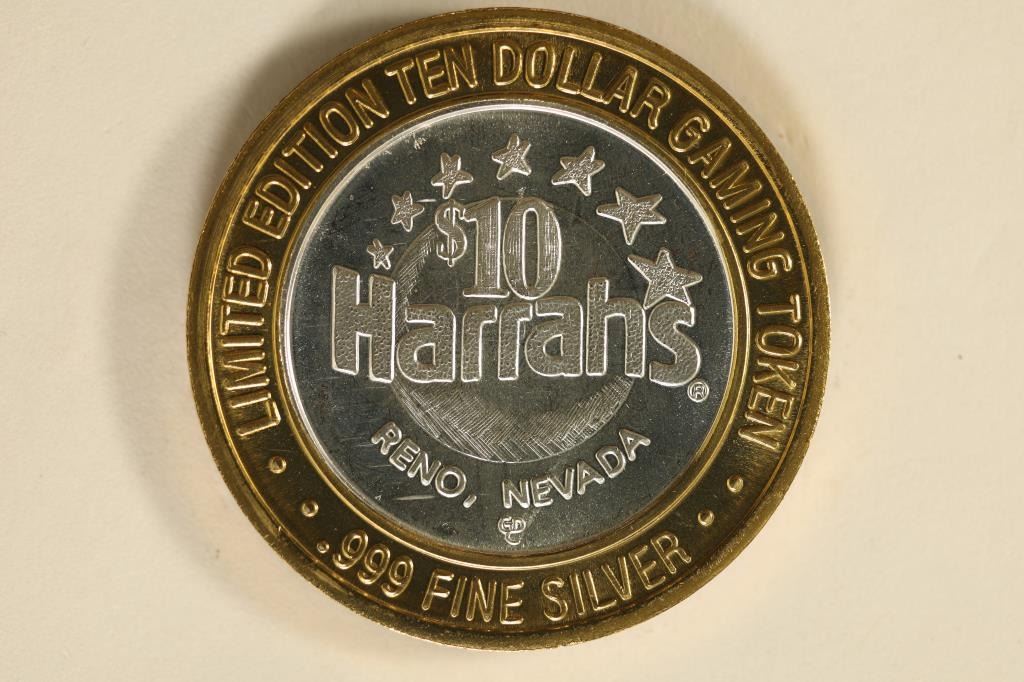 LIMITED EDITION TEN DOLLAR GAMING TOKEN
$10
Harrahs
®
RENO, NEVADA
.999 FINE SILVER